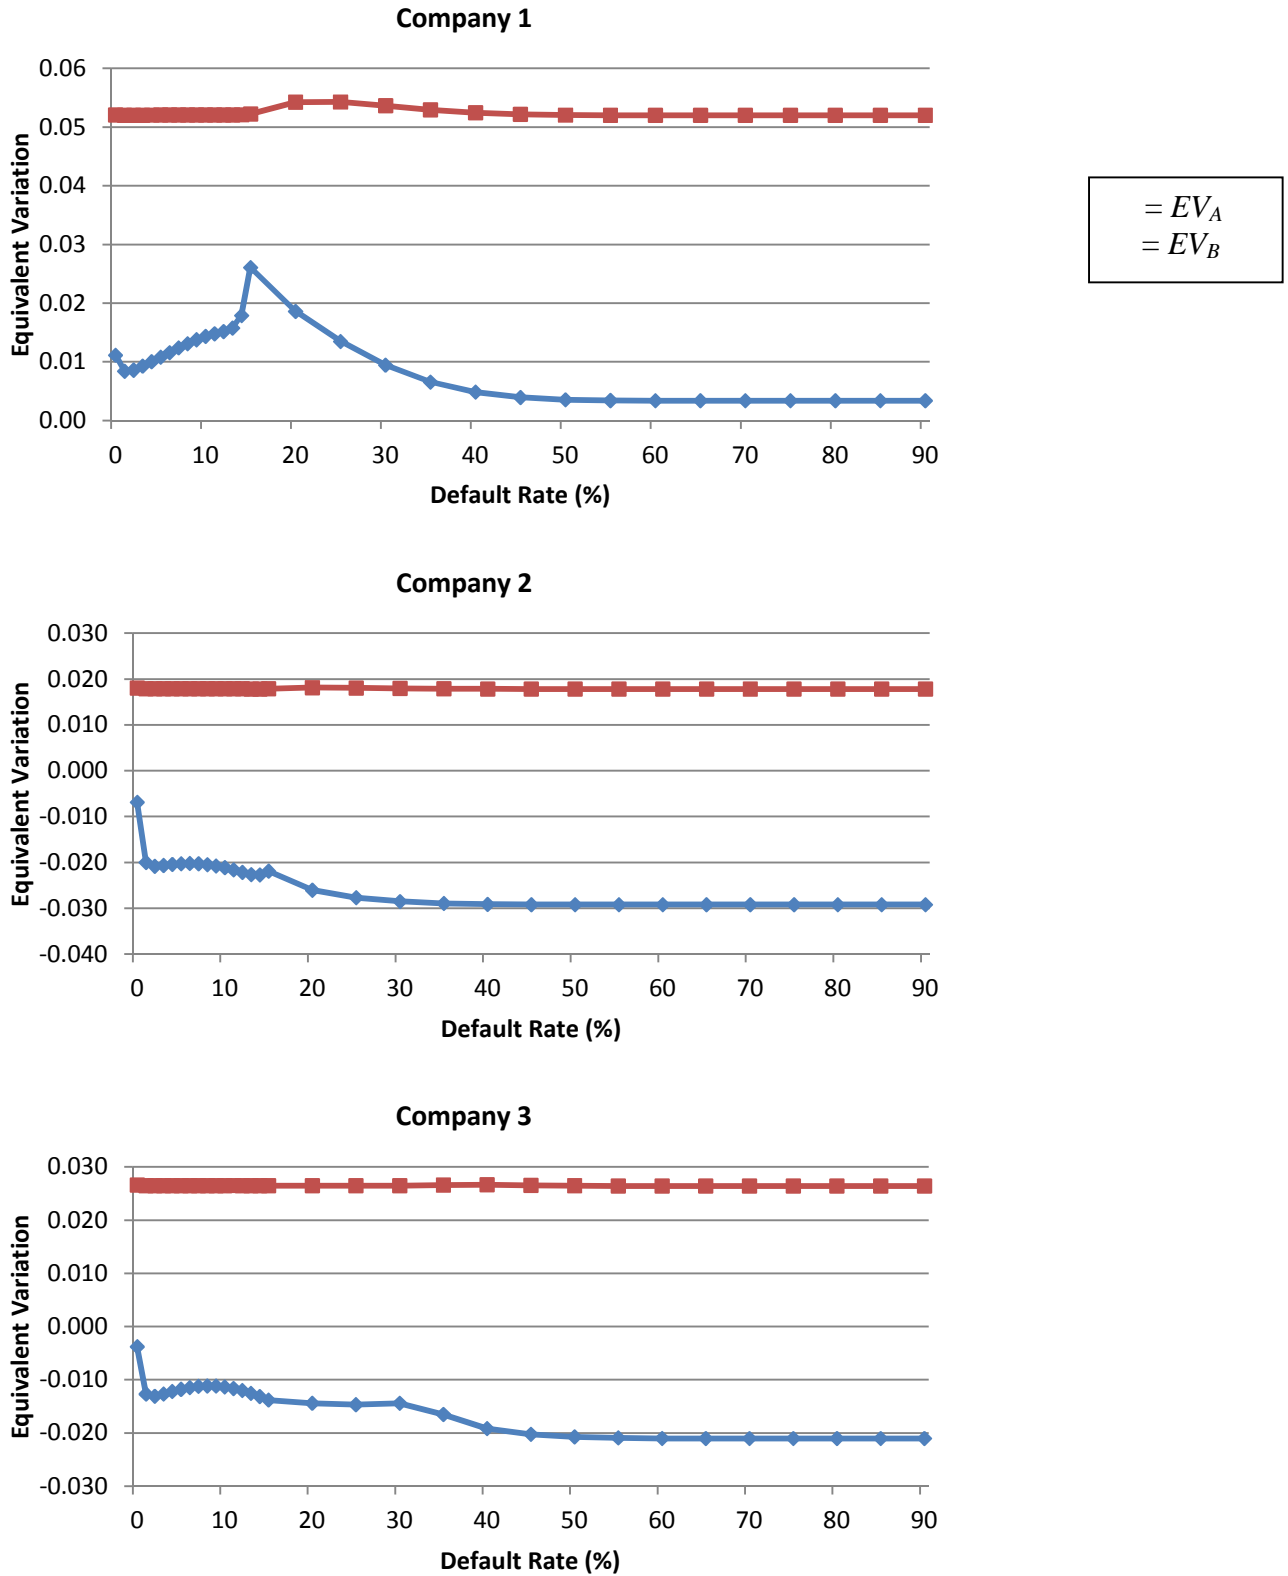 Company 1
0.06
0.05
0.04
0.03
0.02
0.01
0.00
Equivalent Variation
0 10 20 30 40 50 60 70 80 90
Default Rate (%)
= EVA
= EVB
Company 2
0.030
0.020
0.010
0.000
-0.010
-0.020
-0.030
-0.040
Equivalent Variation
0 10 20 30 40 50 60 70 80 90
Default Rate (%)
Company 3
0.030
0.020
0.010
0.000
-0.010
-0.020
-0.030
Equivalent Variation
0 10 20 30 40 50 60 70 80 90
Default Rate (%)